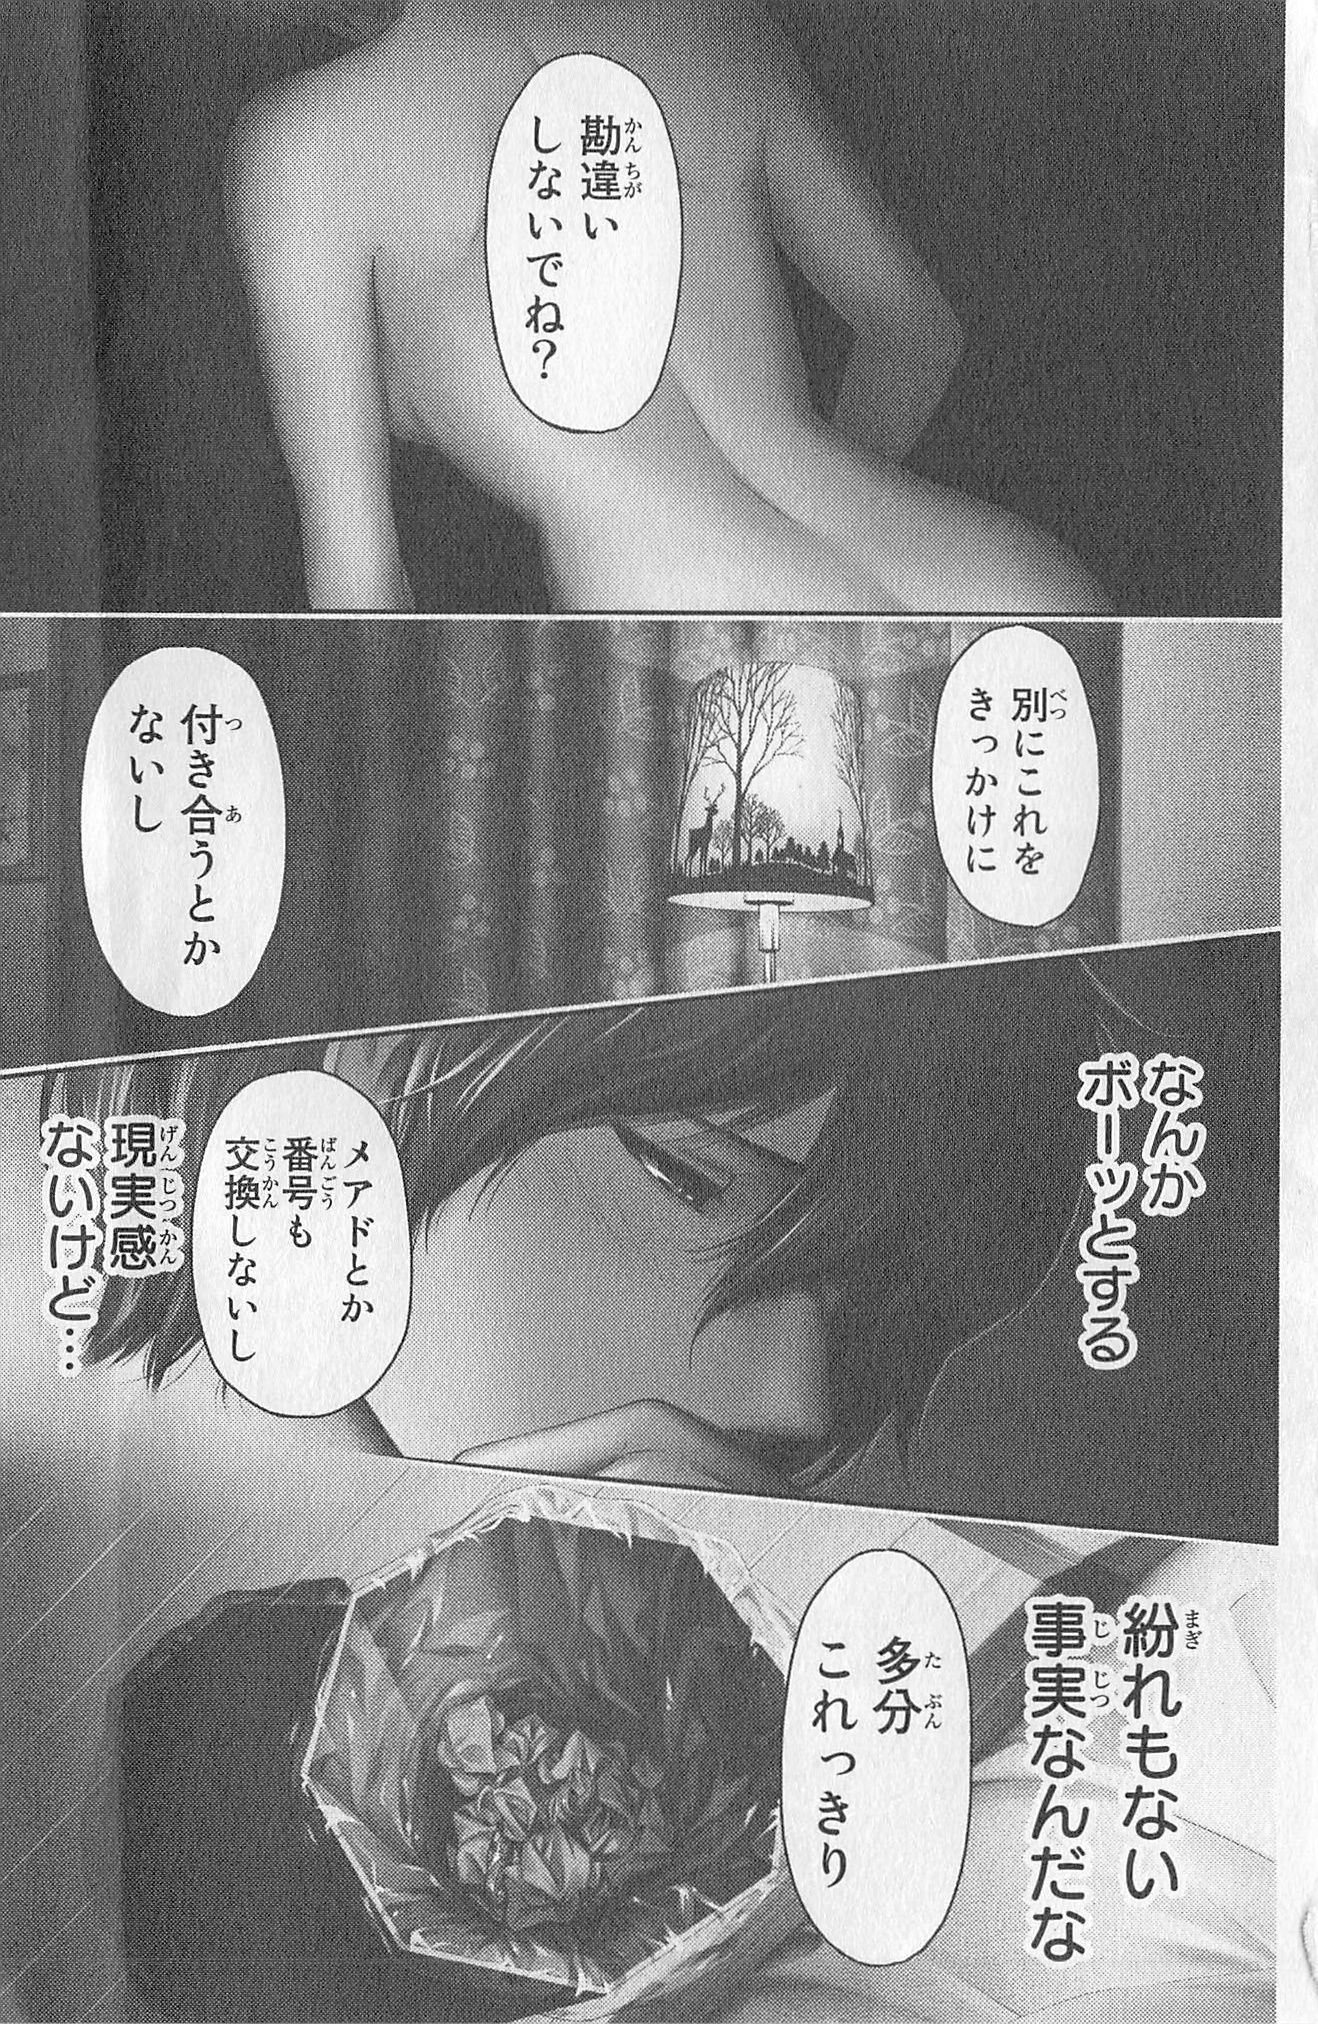 勘違い
しないでね?
別にこれを
きっかけに
付き合うとか
ないし
なんか
ボーッとする
メアドとか
番号も
交換しないし
現実感
ないけど…
紛れもない
事実なんだな
多分
これっきり